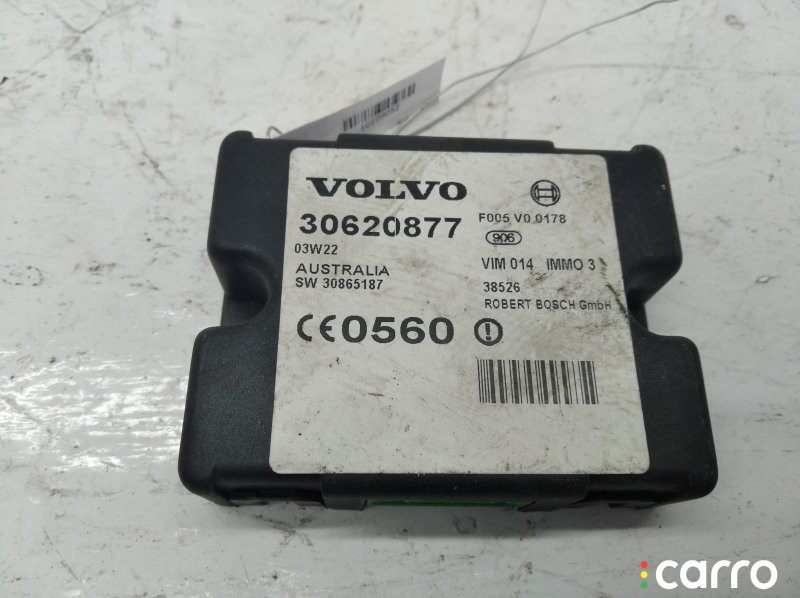 VOLVO
30620877
03W22
AUSTRALIA
SW 30865187
CE0560
F005 V0 0178
906
VIM 014 IMMO 3
38526
ROBERT BOSCH GmbH
carro